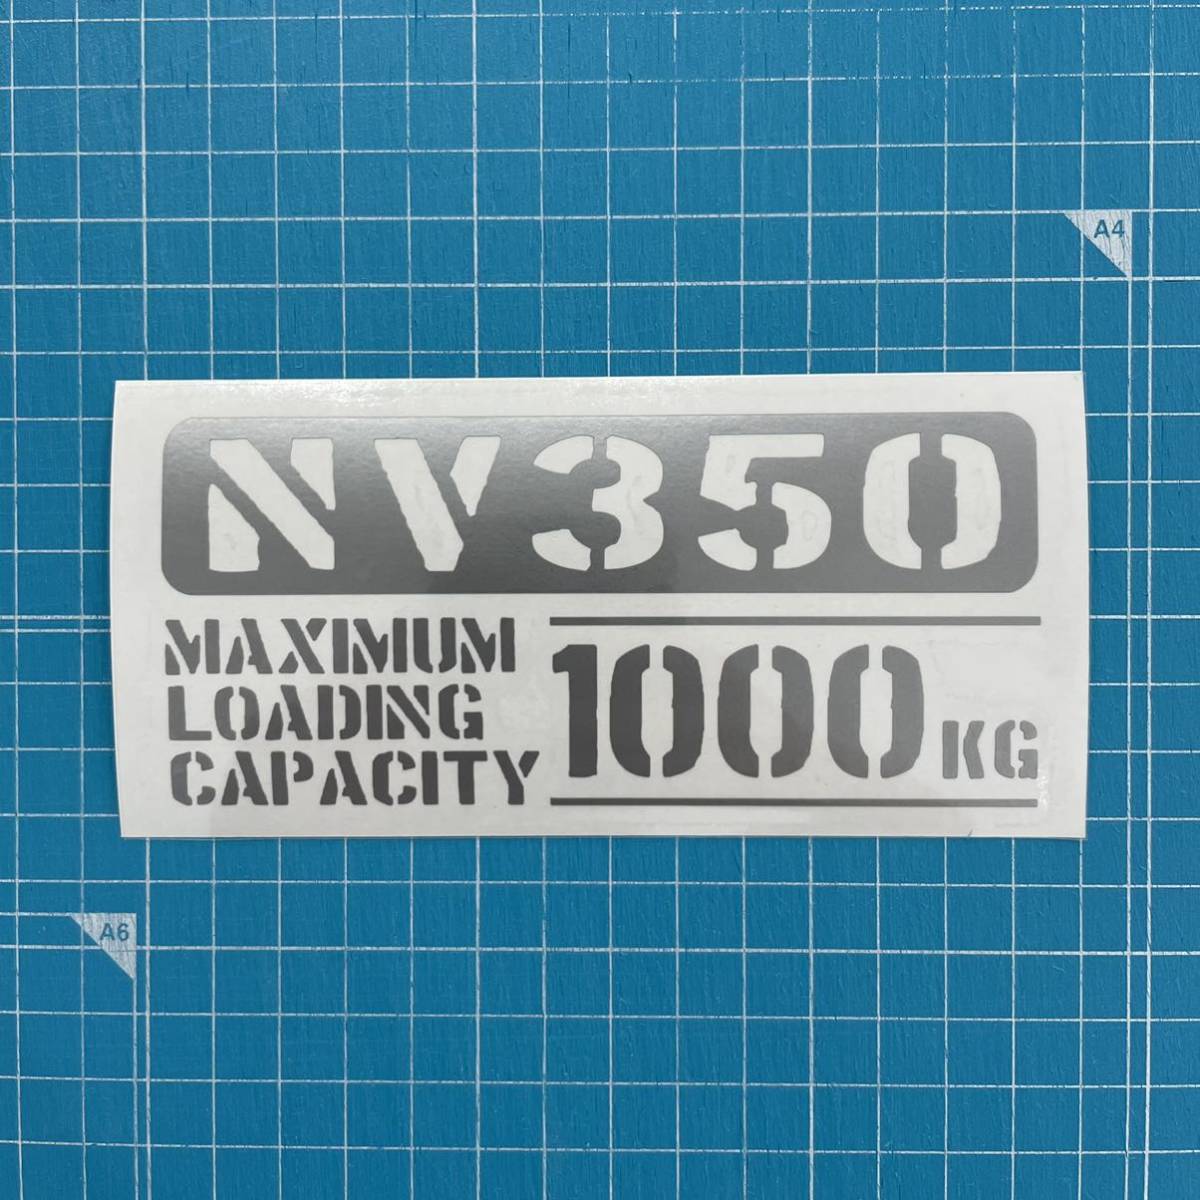 A4
NV350
MAXIMUM
LOADING
CAPACITY
1000 KG
A6